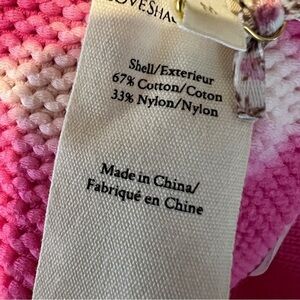 Shell/Exterieur
67% Cotton/Coton
33% Nylon/Nylon
Made in China/
Fabriqué en Chine